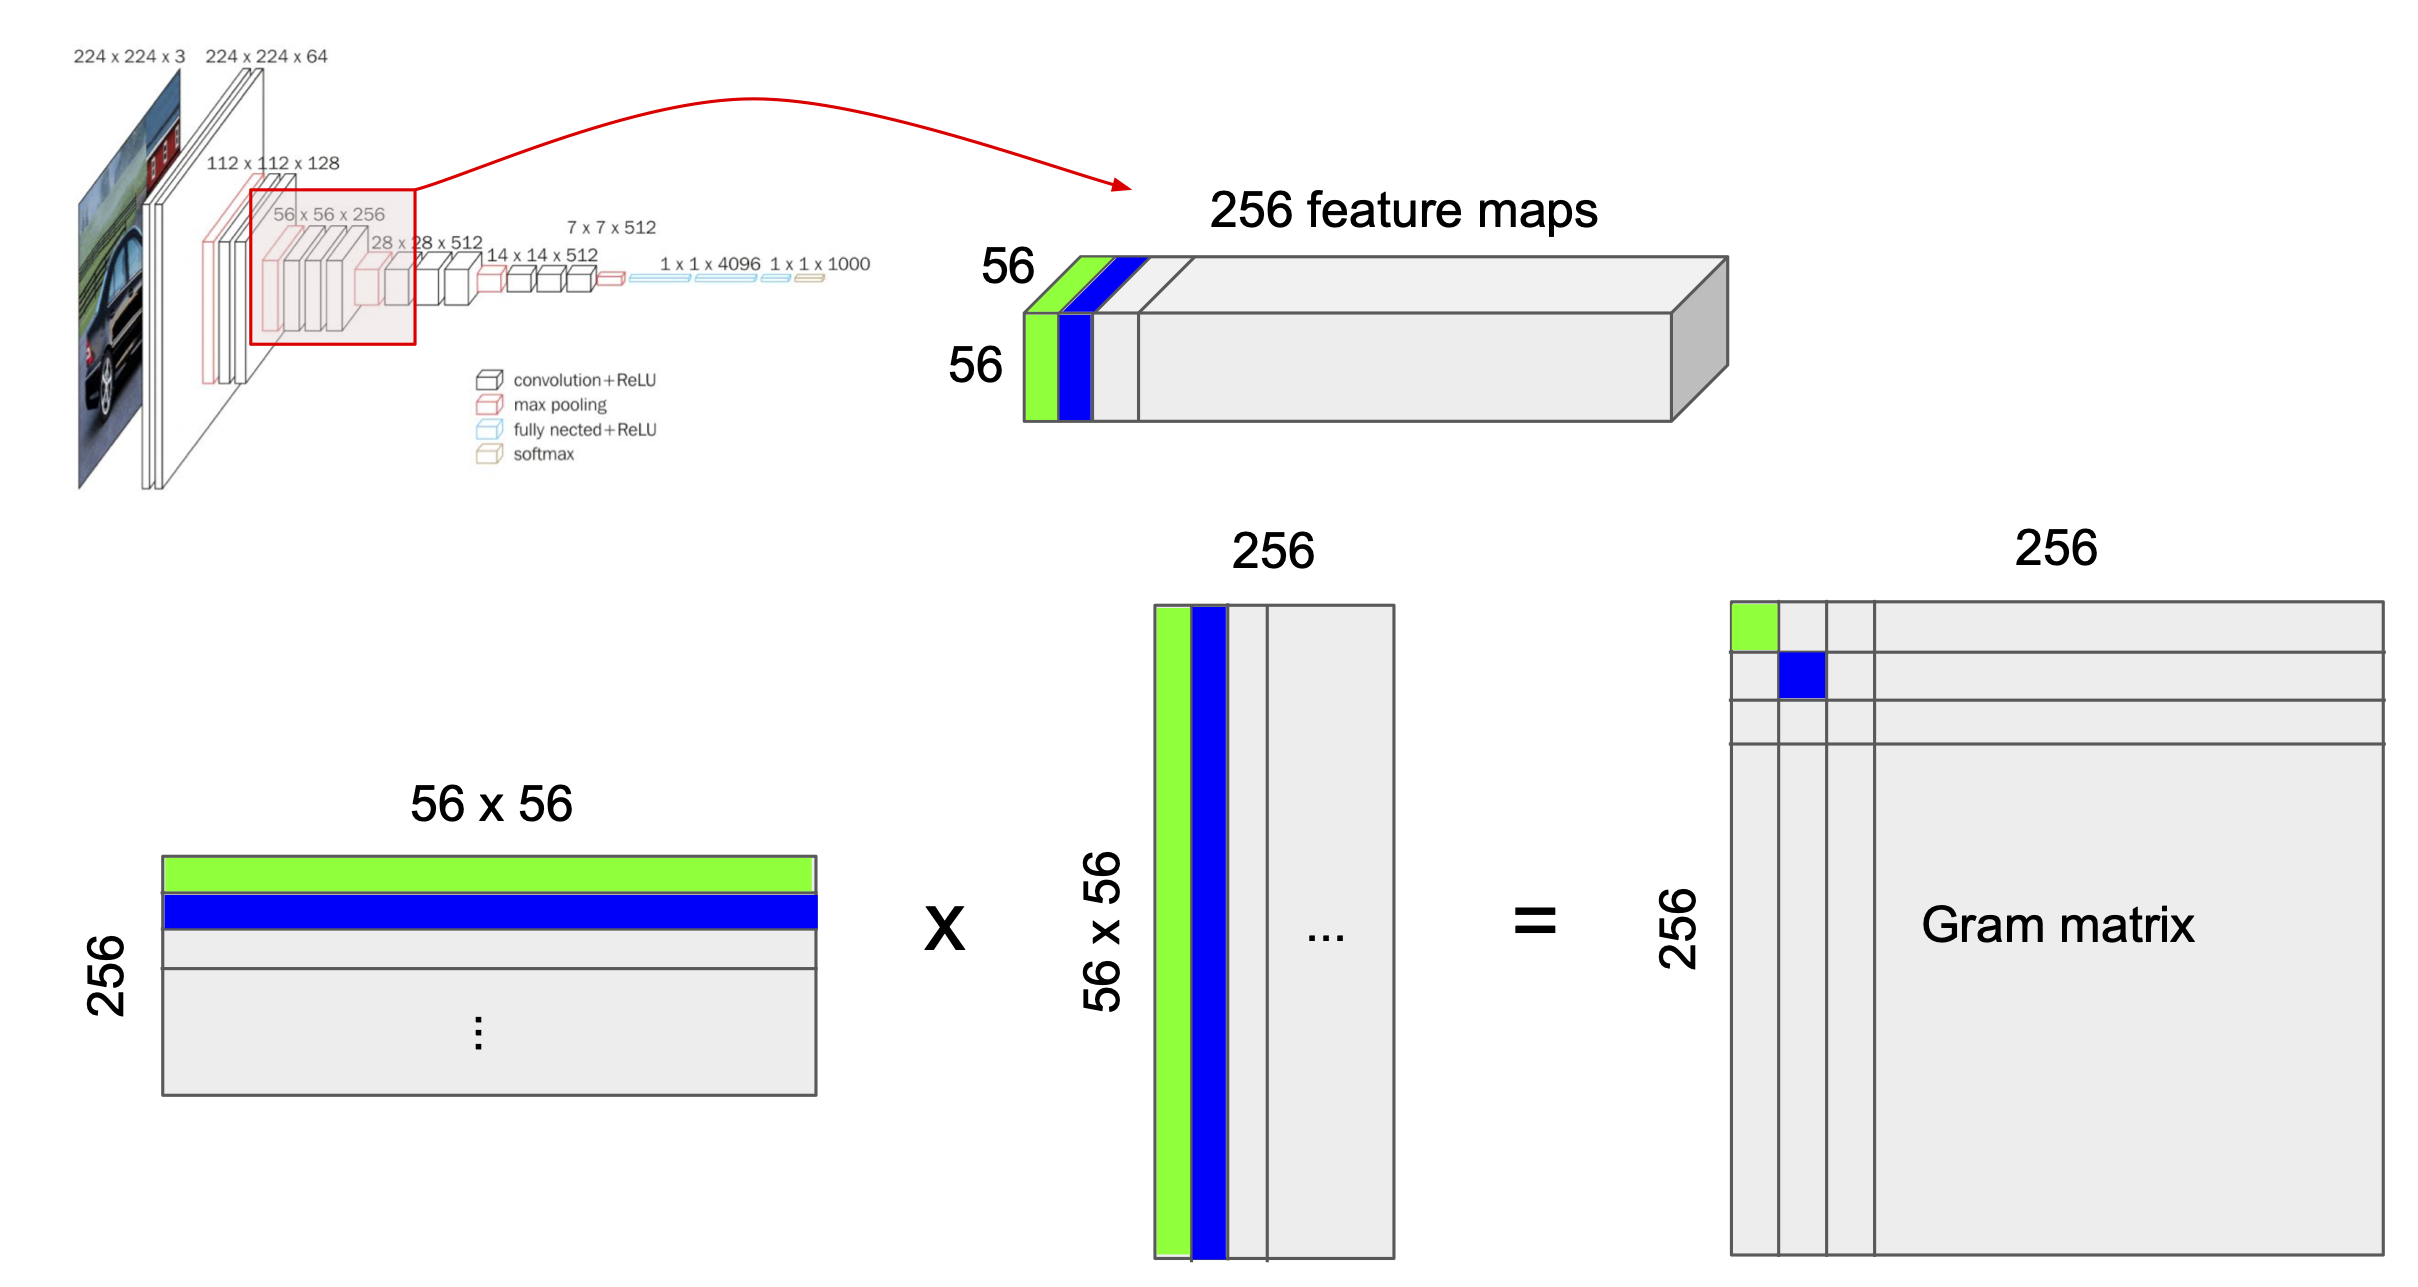 224 x 224 x 3
224 x 224 x 64
112 x 112 x 128
56 x 56 x 256
28 x 28 x 512
14 x 14 x 512
7 x 7 x 512
1 x 1 x 4096
1 x 1 x 1000
convolution+ReLU
max pooling
fully nected+ReLU
softmax
256 feature maps
56
56
56 x 56
256
⋮
x
256
56 x 56
...
=
256
256
Gram matrix